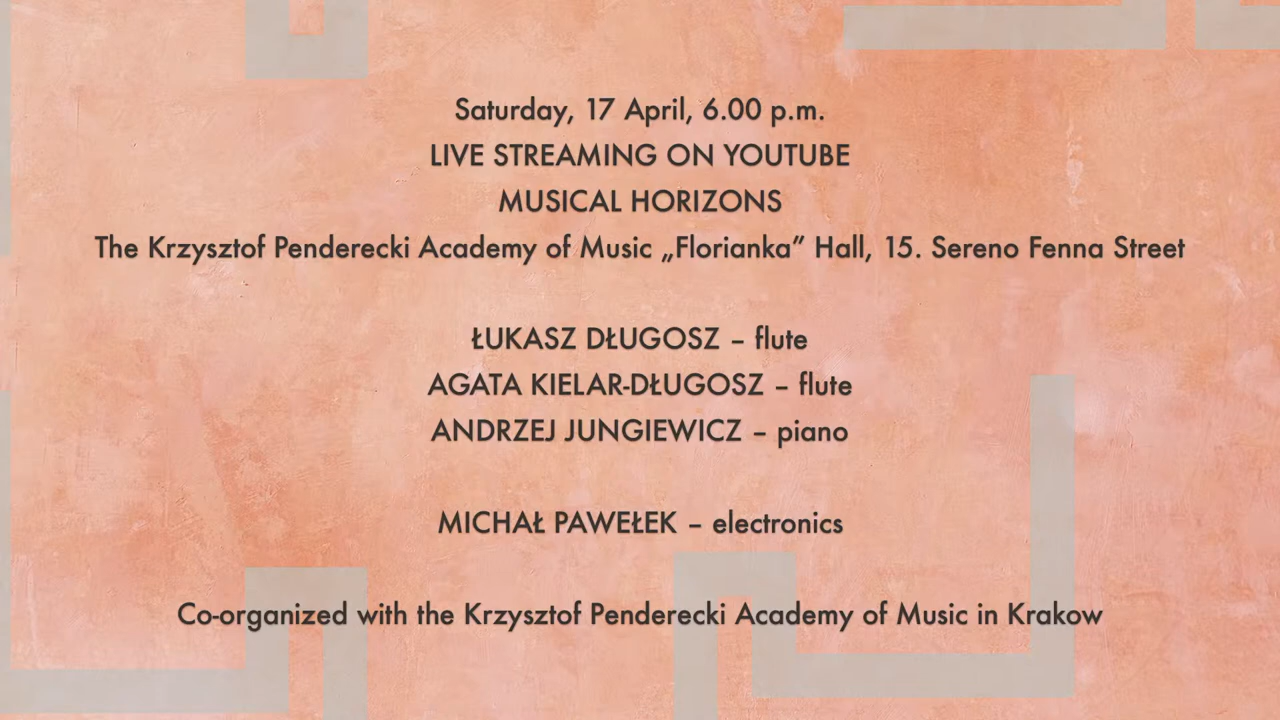 Saturday, 17 April, 6.00 p.m.
LIVE STREAMING ON YOUTUBE
MUSICAL HORIZONS
The Krzysztof Penderecki Academy of Music „Florianka” Hall, 15. Sereno Fenna Street
ŁUKASZ DŁUGOSZ – flute
AGATA KIELAR-DŁUGOSZ – flute
ANDRZEJ JUNGIEWICZ – piano
MICHAŁ PAWEŁEK – electronics
Co-organized with the Krzysztof Penderecki Academy of Music in Krakow